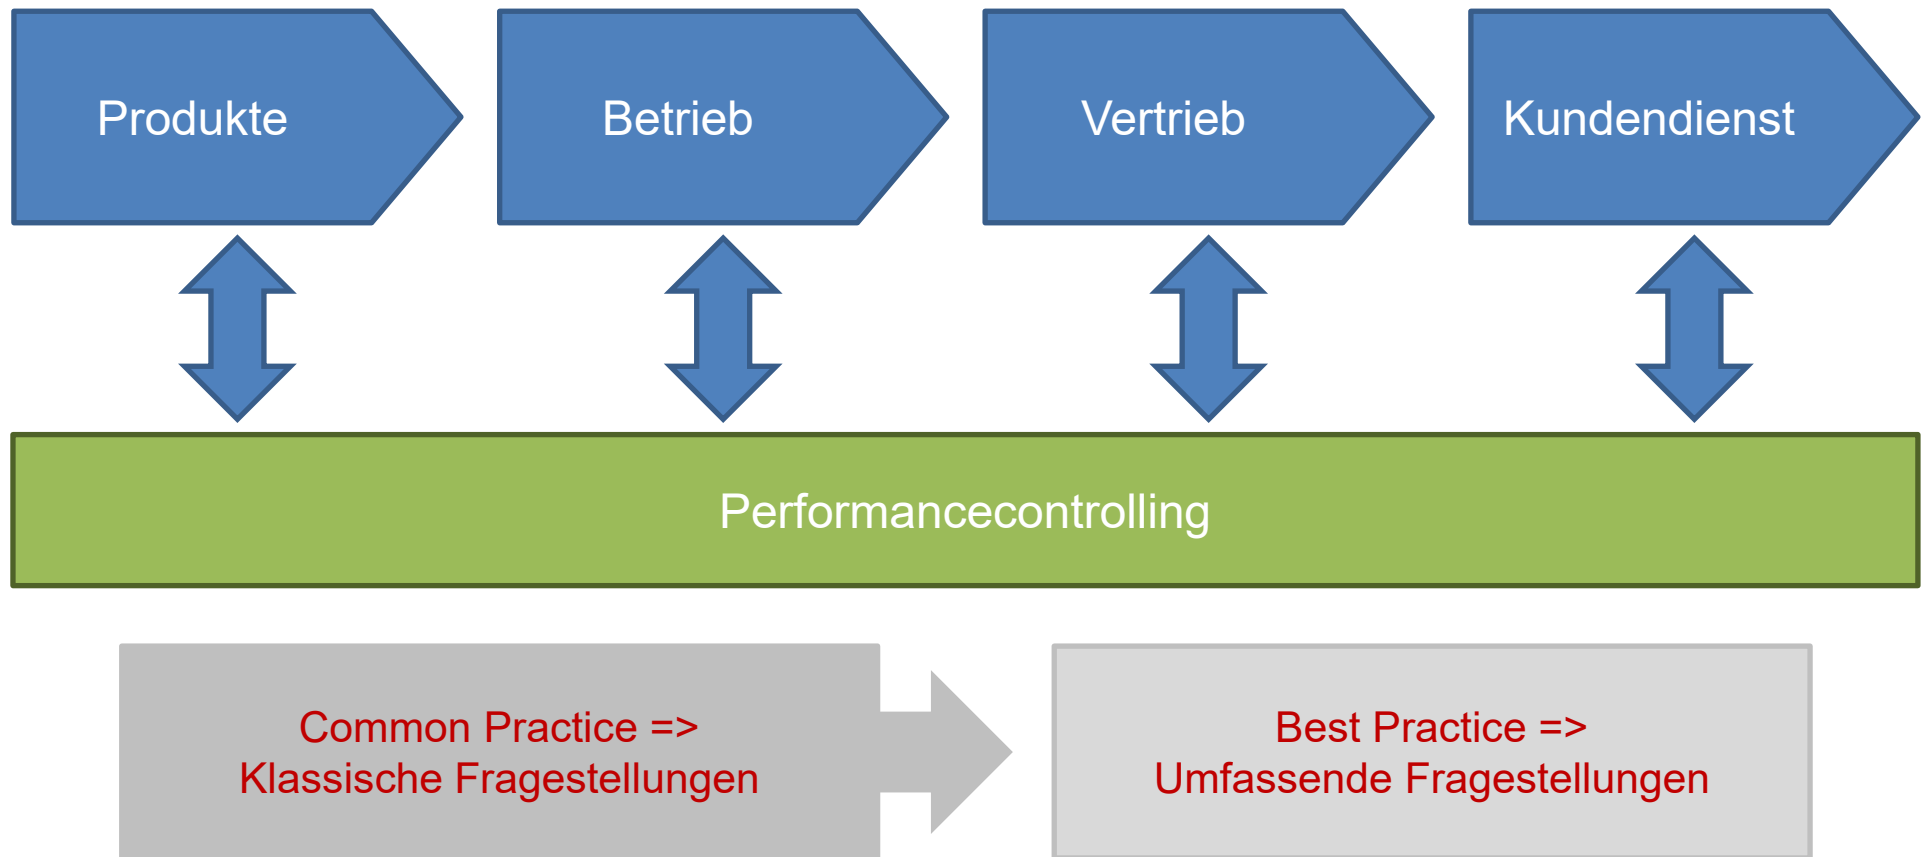 Produkte
Betrieb
Vertrieb
Kundendienst
Performancecontrolling
Common Practice =>
Klassische Fragestellungen
Best Practice =>
Umfassende Fragestellungen